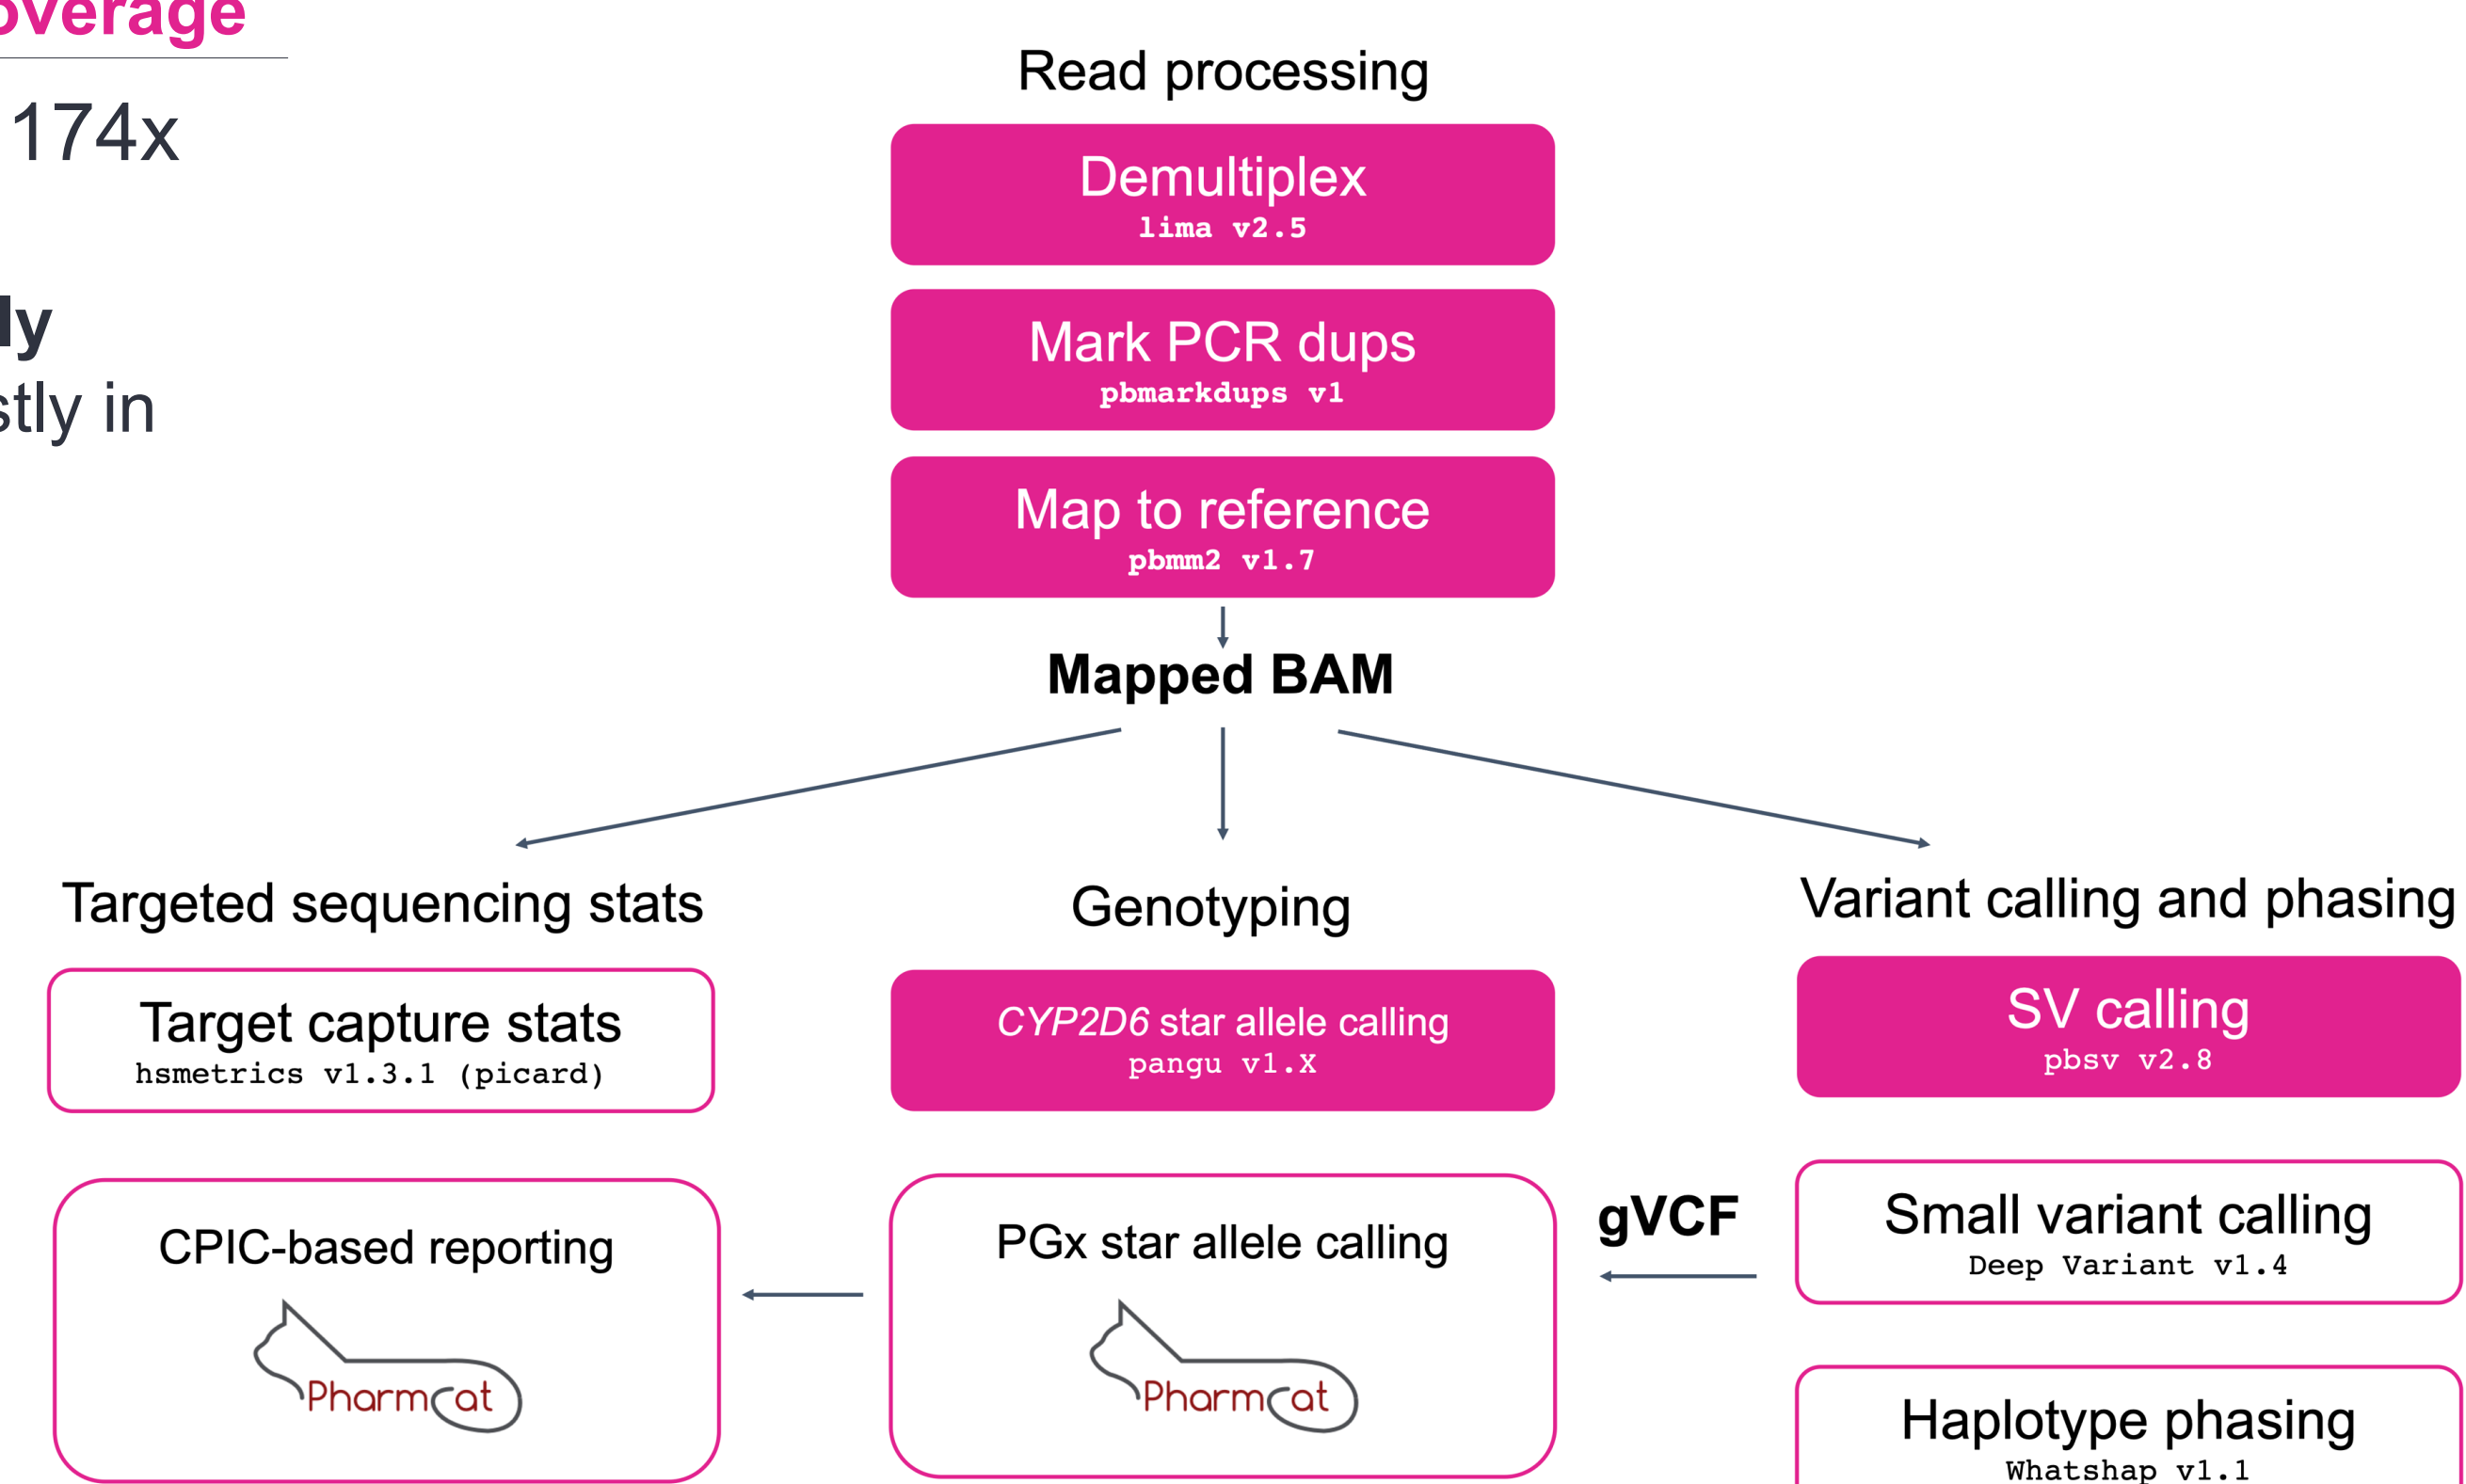 overage
174x
ly
stly in
Read processing
Demultiplex
lima v2.5
Mark PCR dups
pbmarkdups v1
Map to reference
pbmm2 v1.7
Mapped BAM
Targeted sequencing stats
Target capture stats
hsmetrics v1.3.1 (picard)
CPIC-based reporting
PharmCat
Genotyping
CYP2D6 star allele calling
pangu v1.X
PGx star allele calling
PharmCat
gVCF
Variant calling and phasing
SV calling
pbsv v2.8
Small variant calling
Deep Variant v1.4
Haplotype phasing
Whatshap v1.1